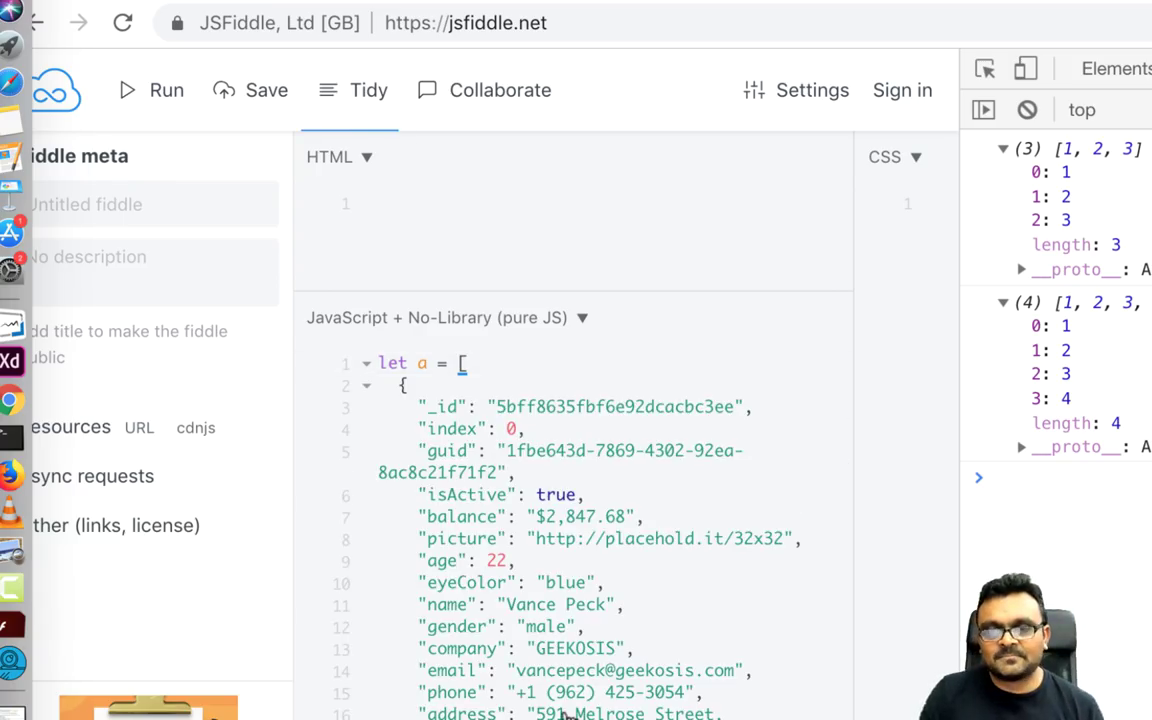 JSFiddle, Ltd [GB] | https://jsfiddle.net
Run Save Tidy Collaborate Settings Sign in
Elements
top
iddle meta
Untitled fiddle
No description
dd title to make the fiddle
ublic
esources URL cdnjs
sync requests
ther (links, license)
HTML
1
CSS
1
JavaScript + No-Library (pure JS)
1 let a = [
2 {
3 "_id": "5bff8635fbf6e92dcacbc3ee",
4 "index": 0,
5 "guid": "1fbe643d-7869-4302-92ea-
8ac8c21f71f2",
6 "isActive": true,
7 "balance": "$2,847.68",
8 "picture": "http://placehold.it/32x32",
9 "age": 22,
10 "eyeColor": "blue",
11 "name": "Vance Peck",
12 "gender": "male",
13 "company": "GEEKOSIS",
14 "email": "vancepeck@geekosis.com",
15 "phone": "+1 (962) 425-3054",
16 "address": "591 Melrose Street,
(3) [1, 2, 3]
0: 1
1: 2
2: 3
length: 3
__proto__: A
(4) [1, 2, 3,
0: 1
1: 2
2: 3
3: 4
length: 4
__proto__: A
Xd
1
2